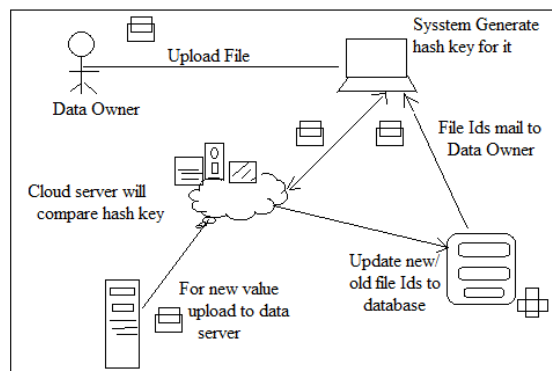 Sysstem Generate
hash key for it
Upload File
Data Owner
File Ids mail to
Data Owner
Cloud server will
compare hash key
Update new/
old file Ids to
database
For new value
upload to data
server